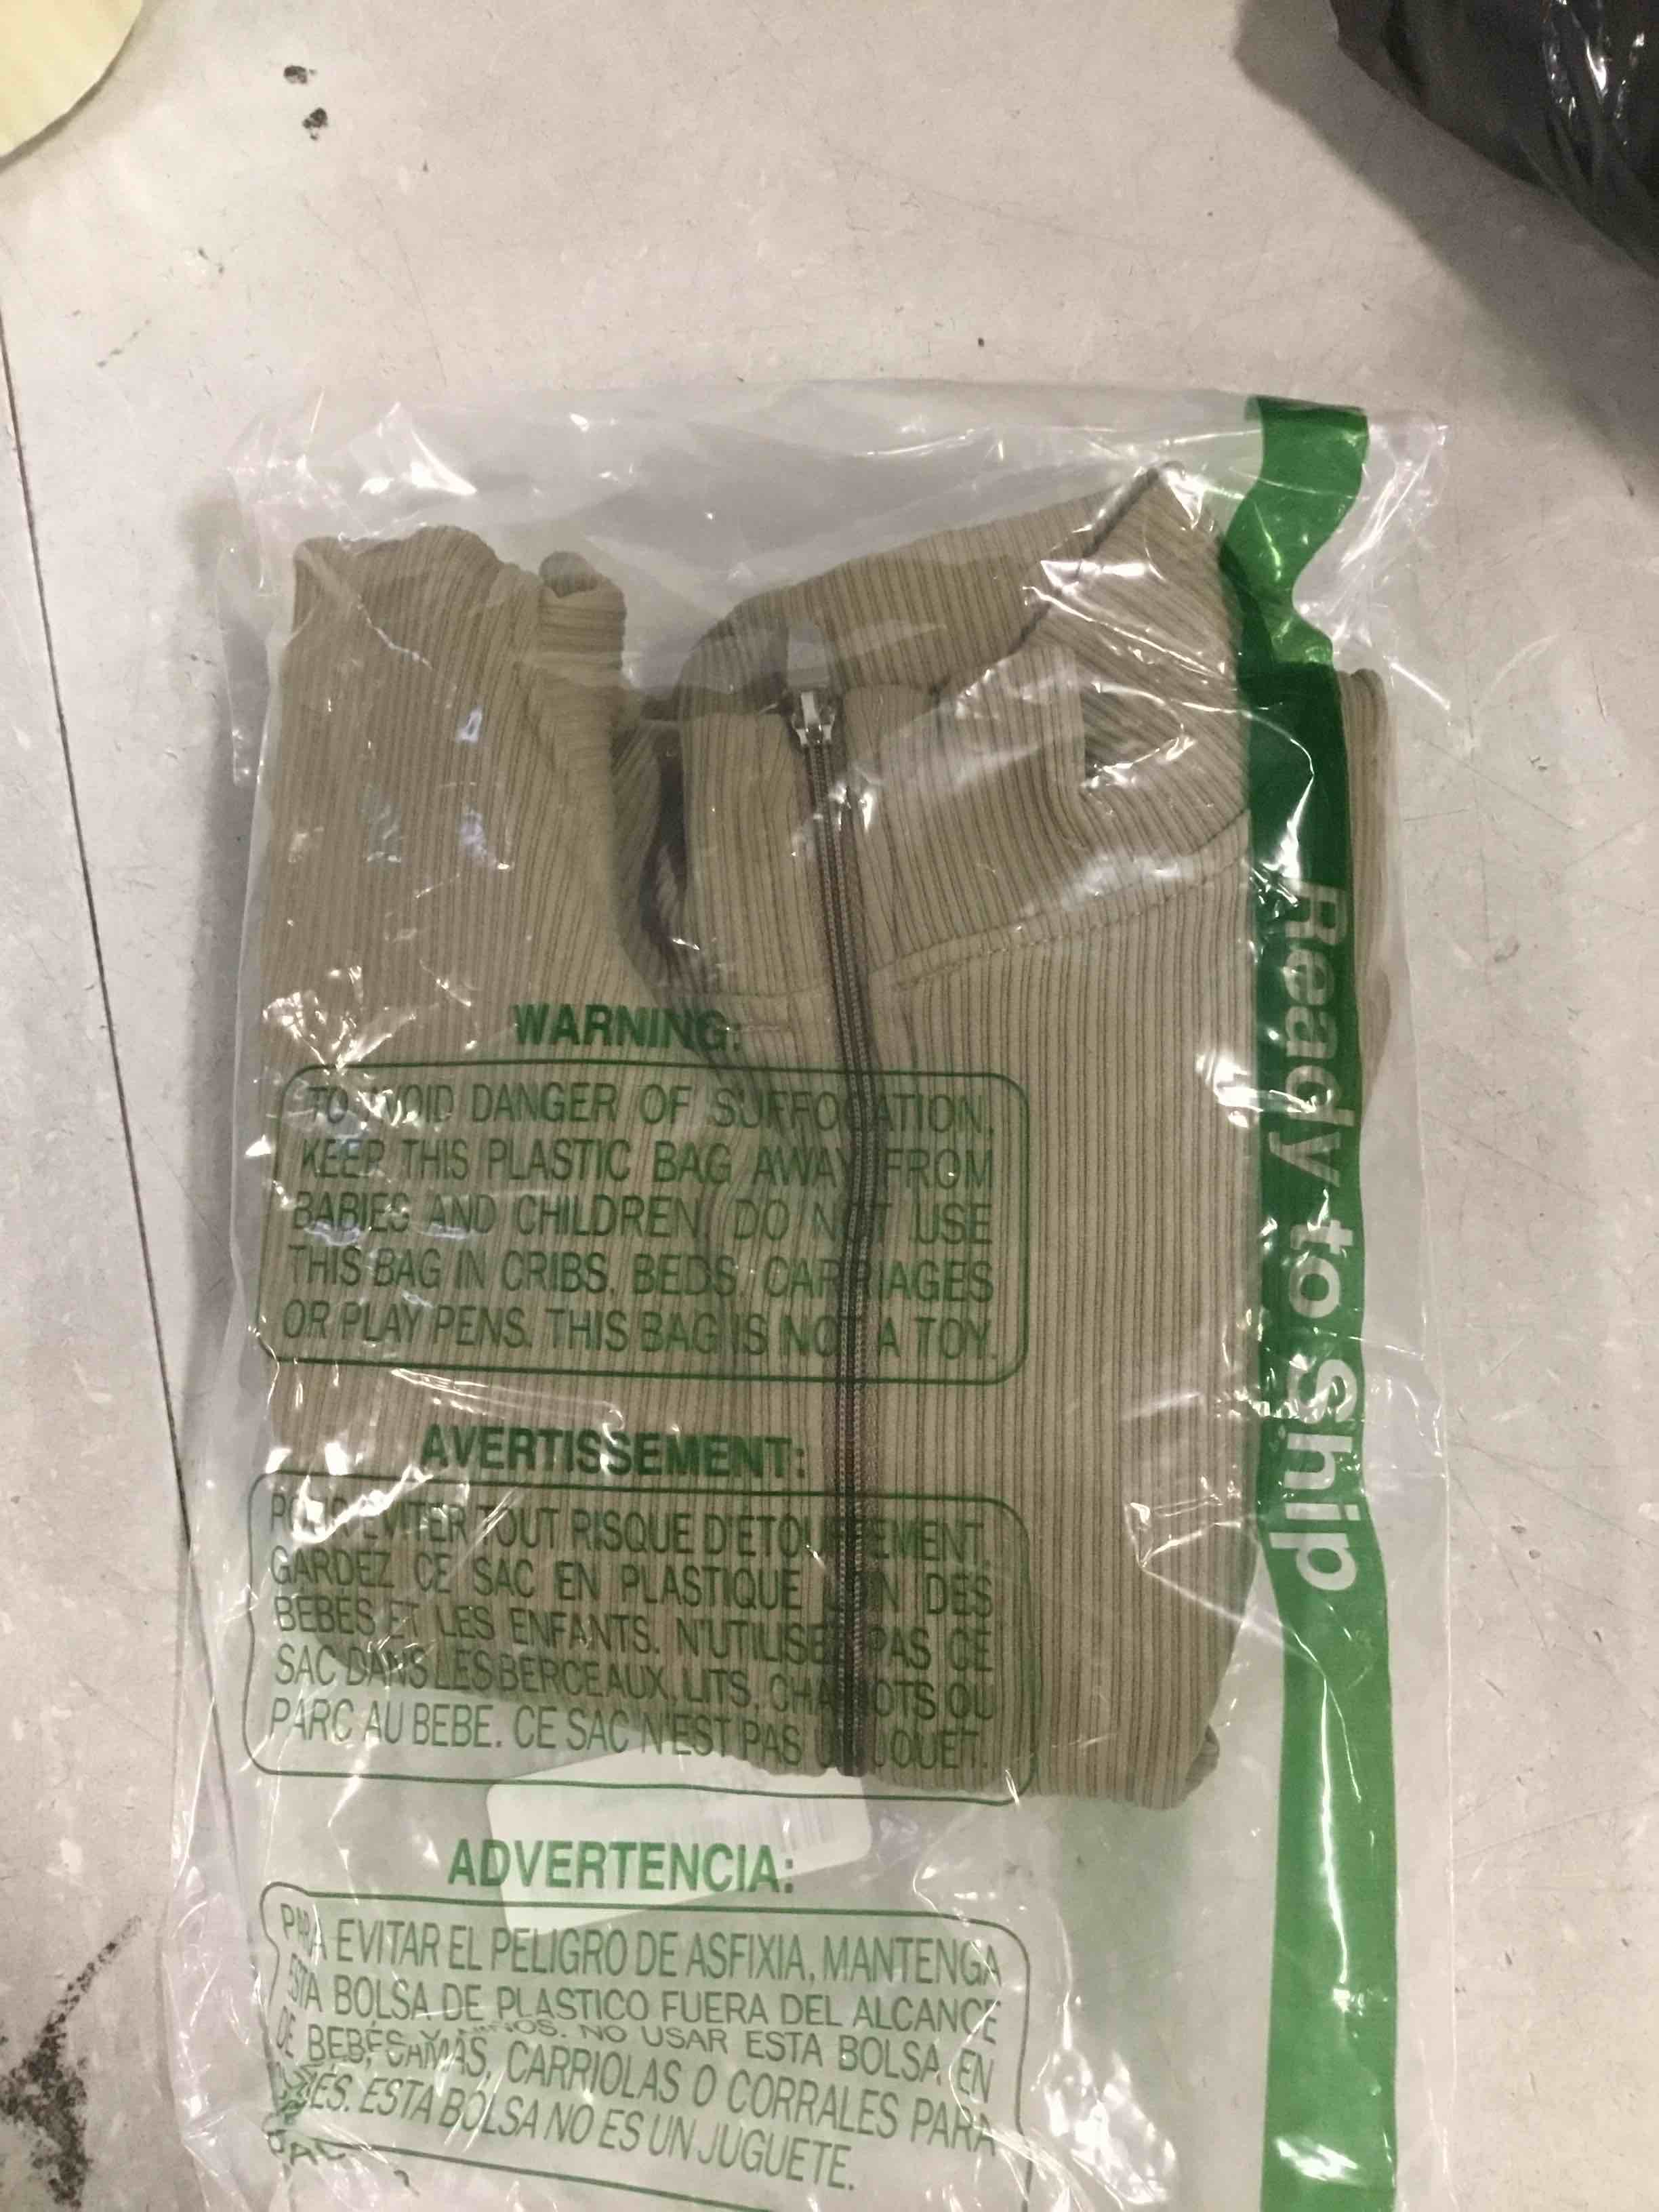 WARNING:
TO AVOID DANGER OF SUFFOCATION,
KEEP THIS PLASTIC BAG AWAY FROM
BABIES AND CHILDREN. DO NOT USE
THIS BAG IN CRIBS, BEDS, CARRIAGES
OR PLAY PENS. THIS BAG IS NOT A TOY.
AVERTISSEMENT:
POUR EVITER TOUT RISQUE D'ETOUFFEMENT,
GARDEZ CE SAC EN PLASTIQUE LOIN DES
BEBES ET LES ENFANTS. N'UTILISEZ PAS CE
SAC DANS LES BERCEAUX, LITS, CHARIOTS OU
PARC AU BEBE. CE SAC N'EST PAS UN JOUET.
ADVERTENCIA:
PARA EVITAR EL PELIGRO DE ASFIXIA, MANTENGA
ESTA BOLSA DE PLASTICO FUERA DEL ALCANCE
DE BEBÉS Y NIÑOS. NO USAR ESTA BOLSA EN
CAMAS, CARRIOLAS O CORRALES PARA
BEBÉS. ESTA BOLSA NO ES UN JUGUETE.
Ready to Ship